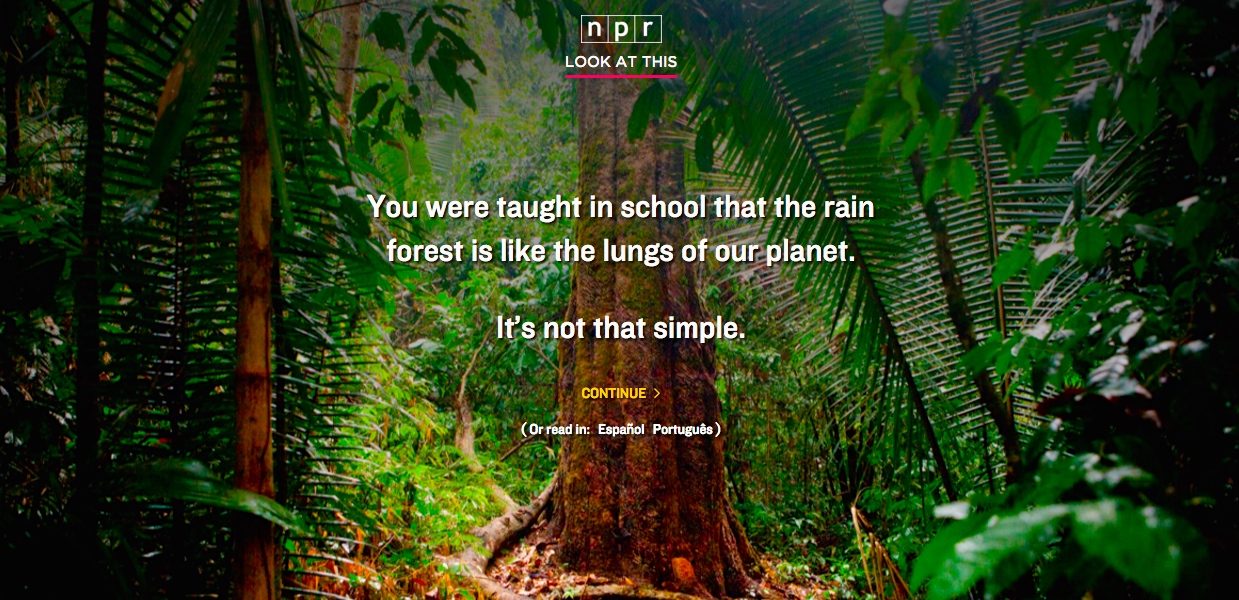 npr
LOOK AT THIS
You were taught in school that the rain
forest is like the lungs of our planet.
It's not that simple.
CONTINUE >
( Or read in: Español Português )